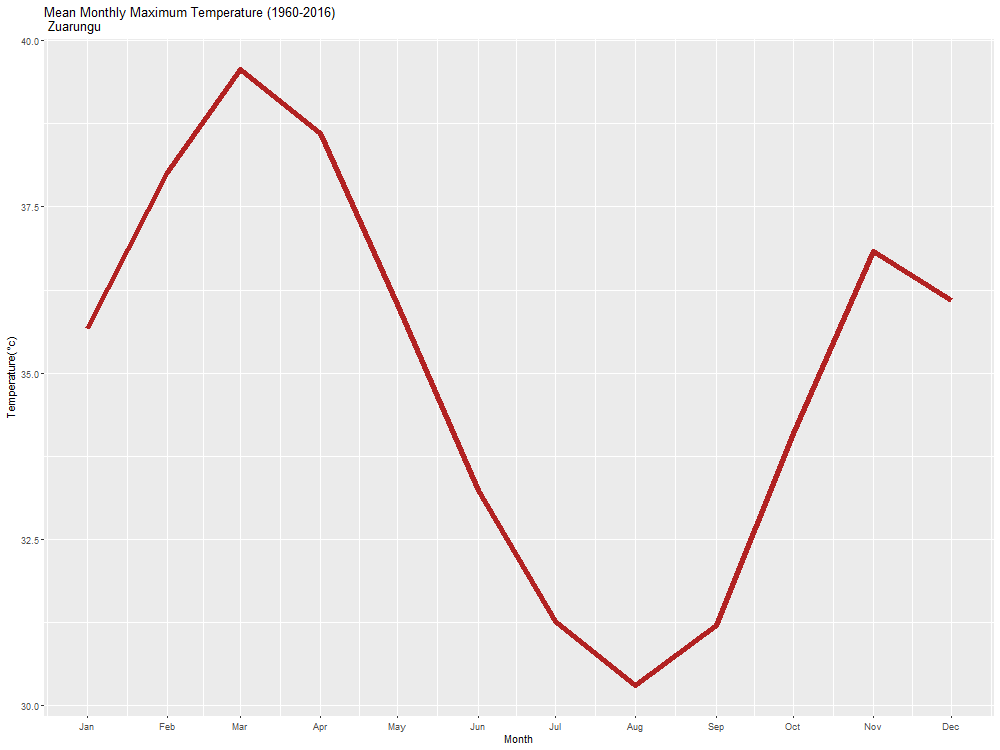 Mean Monthly Maximum Temperature (1960-2016)
Zuarungu
40.0
37.5
35.0
32.5
30.0
Temperature(°c)
Jan Feb Mar Apr May Jun Jul Aug Sep Oct Nov Dec
Month